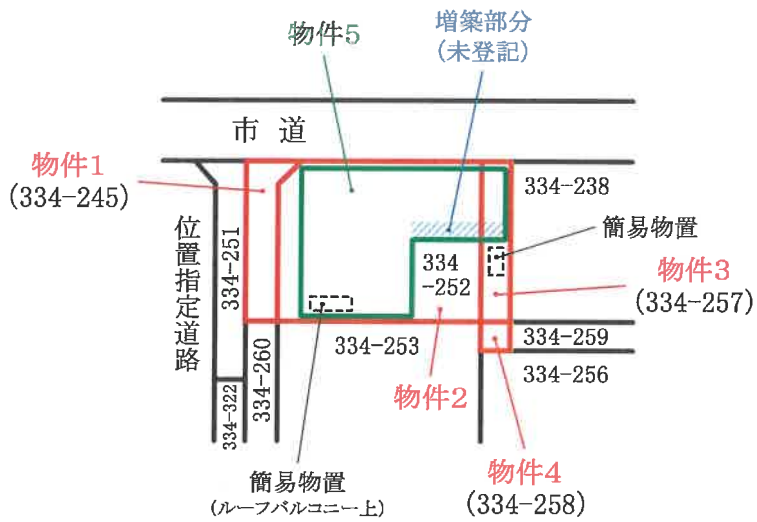 物件5
増築部分
(未登記)
市道
物件1
(334-245)
334-238
簡易物置
位置指定道路
334-251
334
-252
物件3
(334-257)
334-253
334-259
334-260
334-256
334-322
物件2
簡易物置
(ルーフバルコニー上)
物件4
(334-258)